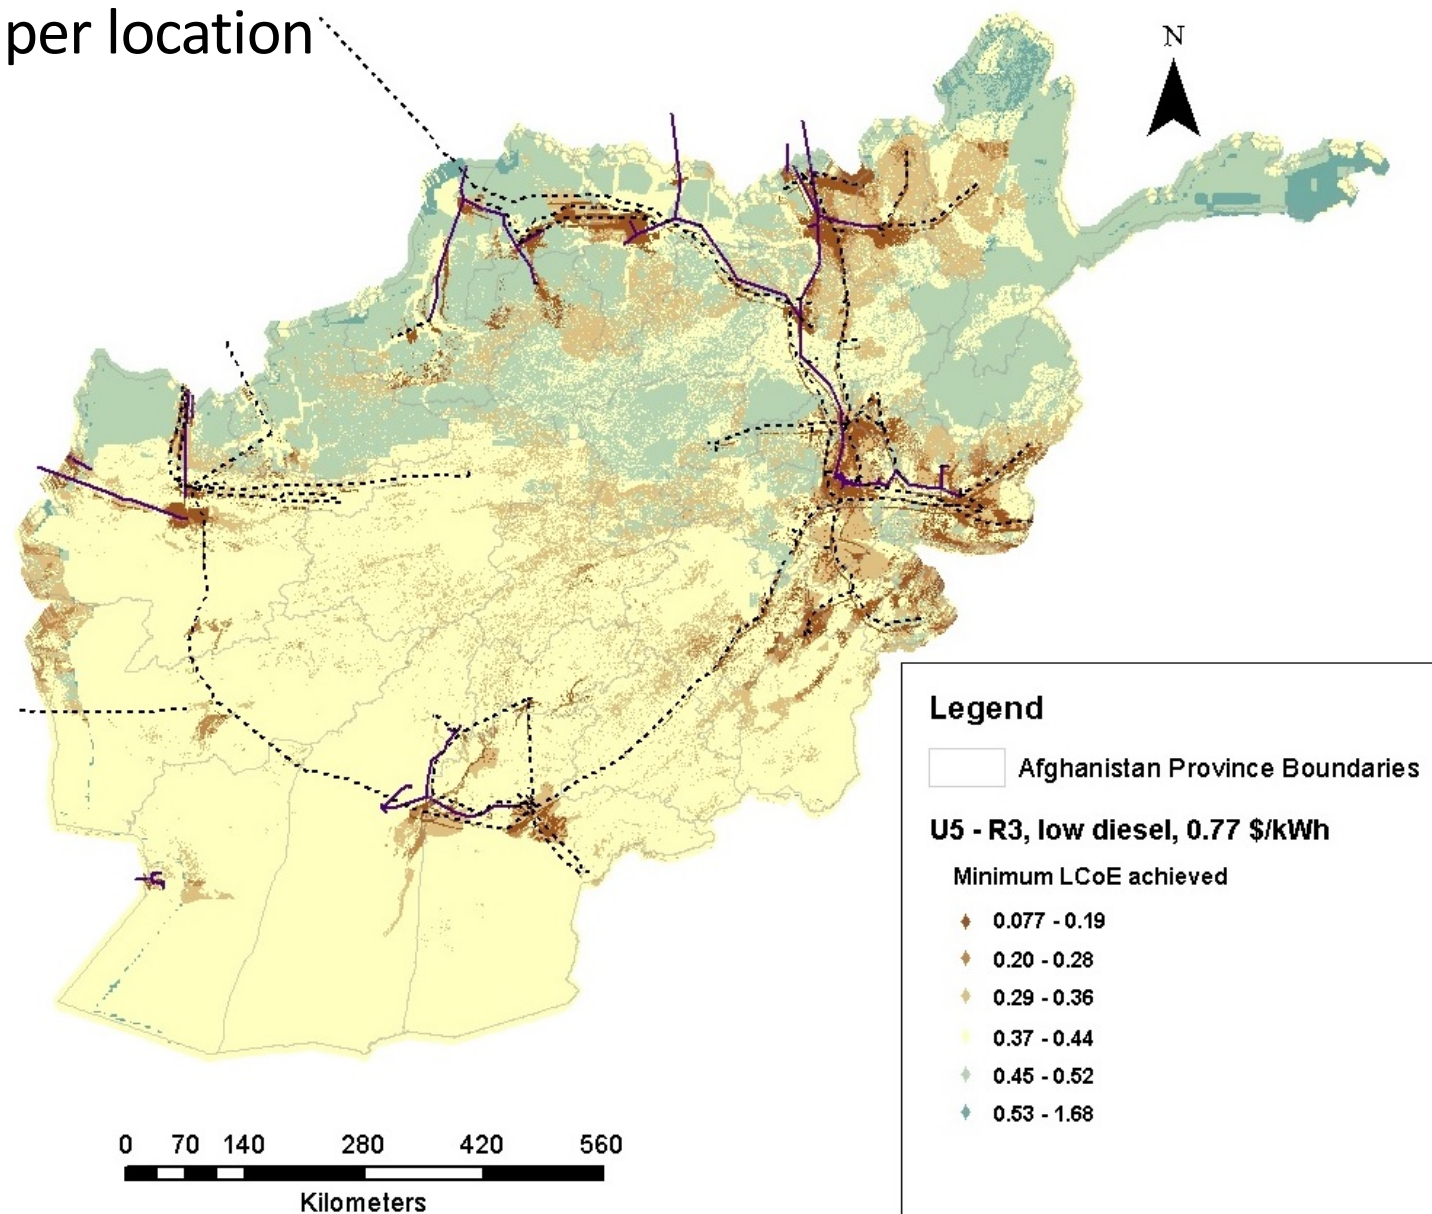 per location
N
Legend
Afghanistan Province Boundaries
U5 - R3, low diesel, 0.77 $/kWh
Minimum LCoE achieved
0.077 - 0.19
0.20 - 0.28
0.29 - 0.36
0.37 - 0.44
0.45 - 0.52
0.53 - 1.68
0 70 140 280 420 560
Kilometers